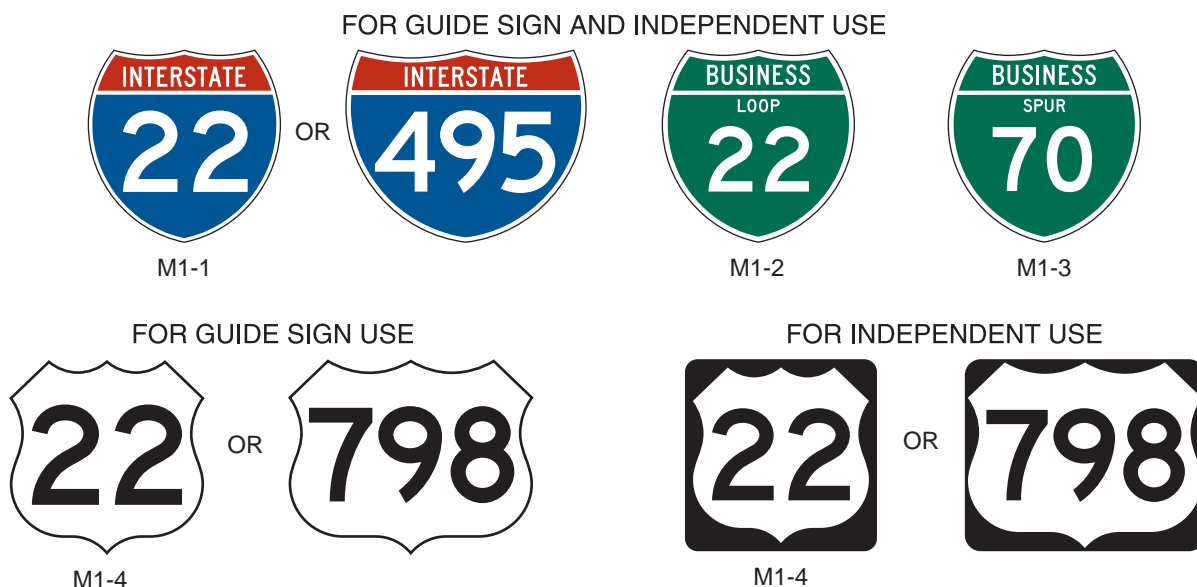 FOR GUIDE SIGN AND INDEPENDENT USE
INTERSTATE
22
OR
INTERSTATE
495
BUSINESS
LOOP
22
BUSINESS
SPUR
70
M1-1
M1-2
M1-3
FOR GUIDE SIGN USE
FOR INDEPENDENT USE
22
OR
798
22
OR
798
M1-4
M1-4